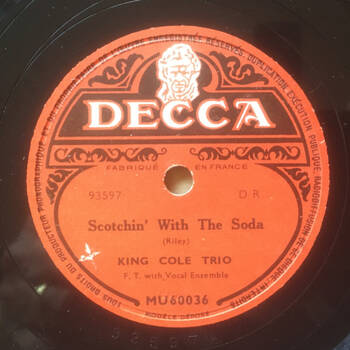 TOUS DROITS DU PRODUCTEUR PHONOGRAPHIQUE ET DU PROPRIÉTAIRE DE L'ŒUVRE ENREGISTRÉE RÉSERVÉS. DUPLICATION, EXÉCUTION PUBLIQUE, RADIODIFFUSION DE CE DISQUE INTERDITES
DECCA
FABRIQUÉ EN FRANCE
93597 D R
Scotchin' With The Soda
(Riley)
KING COLE TRIO
F. T. with Vocal Ensemble
MU 60036
MODÈLE DÉPOSÉ